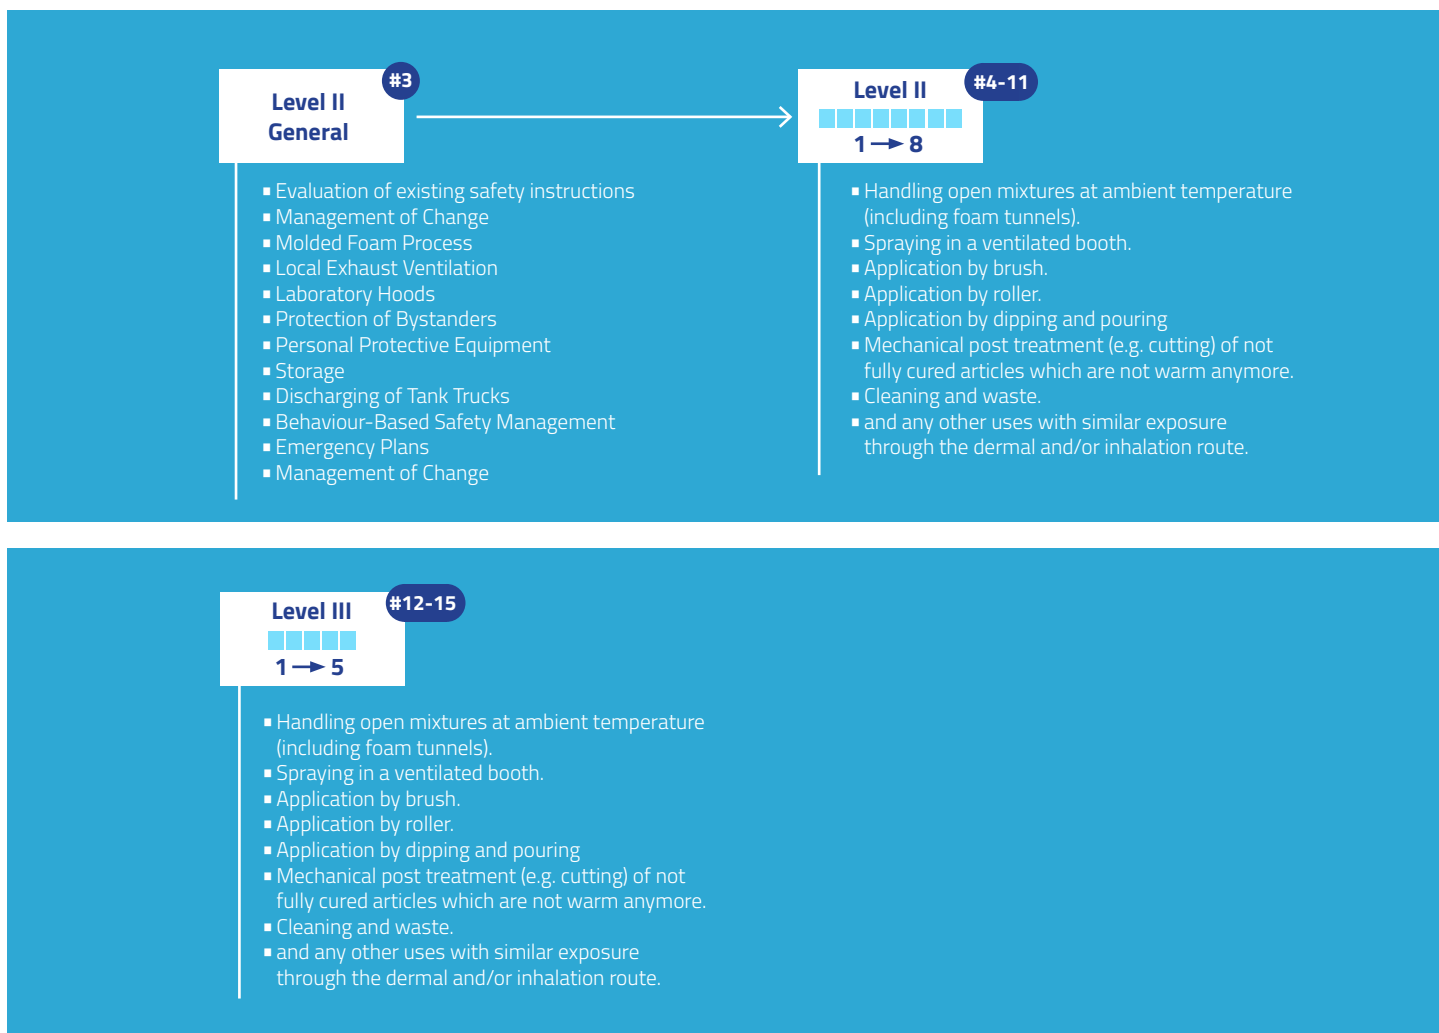 #3
Level II
General
■ Evaluation of existing safety instructions
■ Management of Change
■ Molded Foam Process
■ Local Exhaust Ventilation
■ Laboratory Hoods
■ Protection of Bystanders
■ Personal Protective Equipment
■ Storage
■ Discharging of Tank Trucks
■ Behaviour-Based Safety Management
■ Emergency Plans
■ Management of Change
#4-11
Level II
1 → 8
■ Handling open mixtures at ambient temperature
(including foam tunnels).
■ Spraying in a ventilated booth.
■ Application by brush.
■ Application by roller.
■ Application by dipping and pouring
■ Mechanical post treatment (e.g. cutting) of not
fully cured articles which are not warm anymore.
■ Cleaning and waste.
■ and any other uses with similar exposure
through the dermal and/or inhalation route.
#12-15
Level III
1 → 5
■ Handling open mixtures at ambient temperature
(including foam tunnels).
■ Spraying in a ventilated booth.
■ Application by brush.
■ Application by roller.
■ Application by dipping and pouring
■ Mechanical post treatment (e.g. cutting) of not
fully cured articles which are not warm anymore.
■ Cleaning and waste.
■ and any other uses with similar exposure
through the dermal and/or inhalation route.